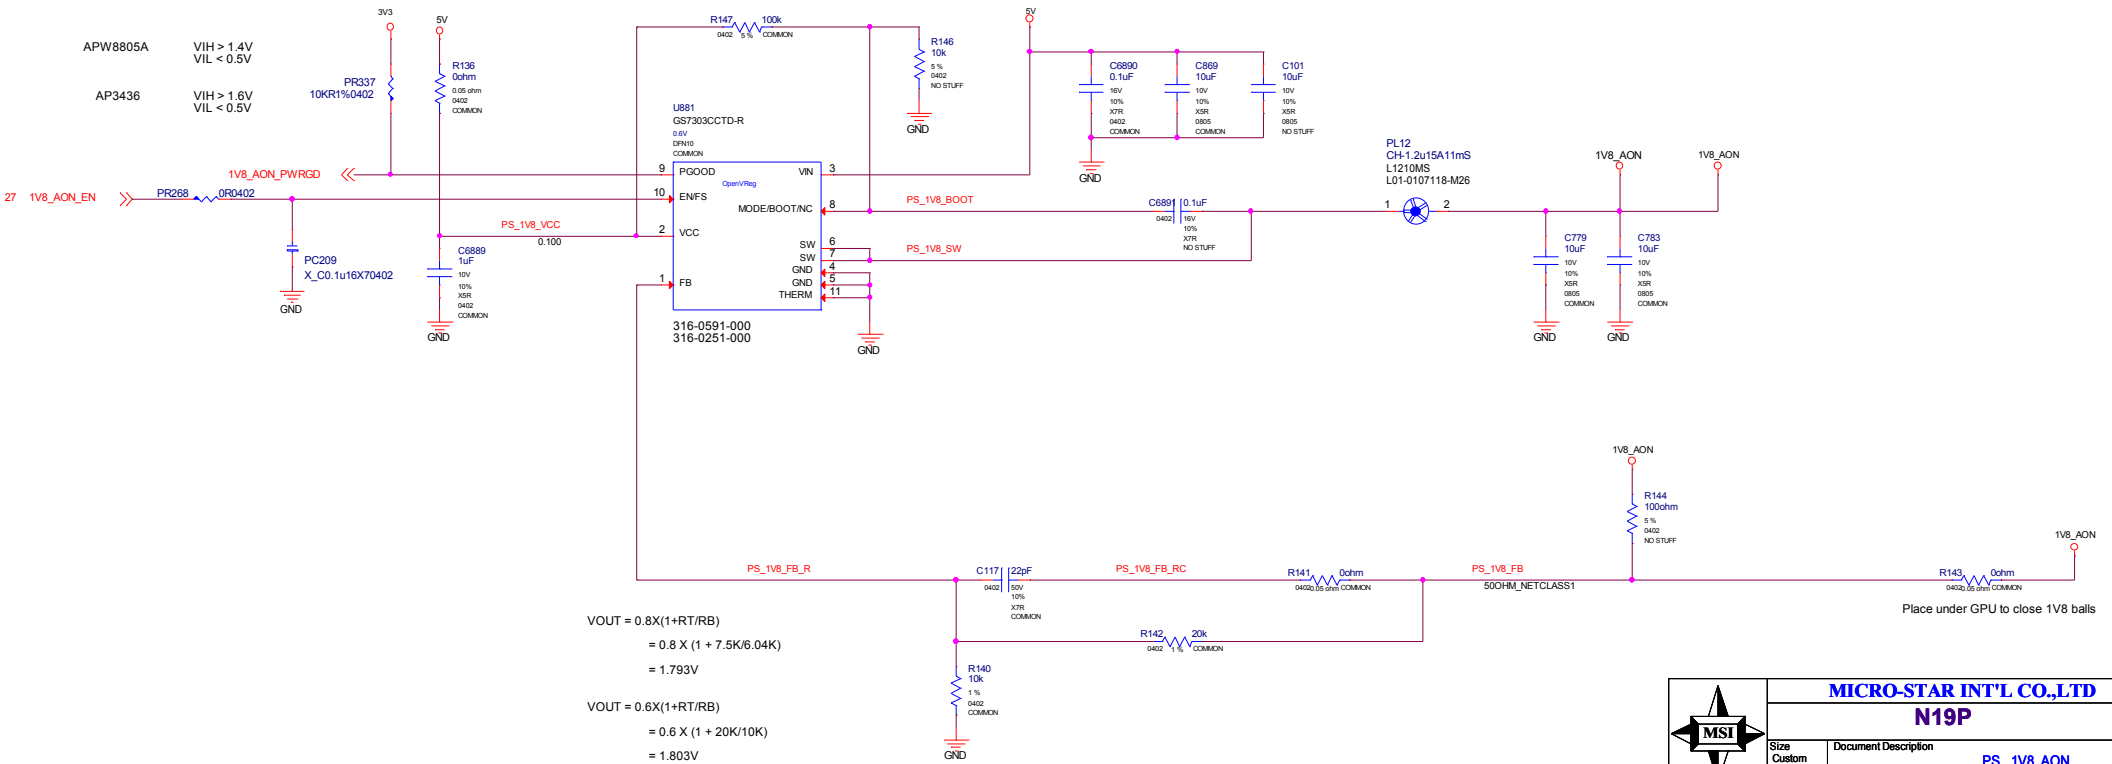 APW8805A
VIH > 1.4V
VIL < 0.5V
AP3436
VIH > 1.6V
VIL < 0.5V
3V3
PR337
10KR1%0402
5V
R136
0ohm
0.05 ohm
0402
COMMON
R147
100k
0402
5 %
COMMON
R146
10k
5 %
0402
NO STUFF
GND
5V
C6890
0.1uF
16V
10%
X7R
0402
COMMON
C869
10uF
10V
10%
X5R
0805
COMMON
C101
10uF
10V
10%
X5R
0805
NO STUFF
GND
U881
GS7303CCTD-R
0.6V
DFN10
COMMON
OpenVReg
9
PGOOD
10
EN/FS
2
VCC
1
FB
VIN
3
MODE/BOOT/NC
8
SW
6
SW
7
GND
4
GND
5
THERM
11
316-0591-000
316-0251-000
GND
1V8_AON_PWRGD
27
1V8_AON_EN
PR268
0R0402
PC209
X_C0.1u16X70402
GND
PS_1V8_VCC
0.100
C6889
1uF
10V
10%
X5R
0402
COMMON
GND
PS_1V8_BOOT
C6891
0.1uF
0402
16V
10%
X7R
NO STUFF
PS_1V8_SW
PL12
CH-1.2u15A11mS
L1210MS
L01-0107118-M26
1
2
1V8_AON
1V8_AON
C779
10uF
10V
10%
X5R
0805
COMMON
GND
C783
10uF
10V
10%
X5R
0805
COMMON
GND
1V8_AON
R144
100ohm
5 %
0402
NO STUFF
PS_1V8_FB_R
C117
22pF
0402
50V
10%
X7R
COMMON
PS_1V8_FB_RC
R141
0ohm
0402
0.05 ohm
COMMON
PS_1V8_FB
50OHM_NETCLASS1
R143
0ohm
0402
0.05 ohm
COMMON
1V8_AON
Place under GPU to close 1V8 balls
R142
20k
0402
1 %
COMMON
R140
10k
1 %
0402
COMMON
GND
VOUT = 0.8X(1+RT/RB)
= 0.8 X (1 + 7.5K/6.04K)
= 1.793V
VOUT = 0.6X(1+RT/RB)
= 0.6 X (1 + 20K/10K)
= 1.803V
MSI
MICRO-STAR INT'L CO.,LTD
N19P
Size
Custom
Document Description
PS_1V8_AON